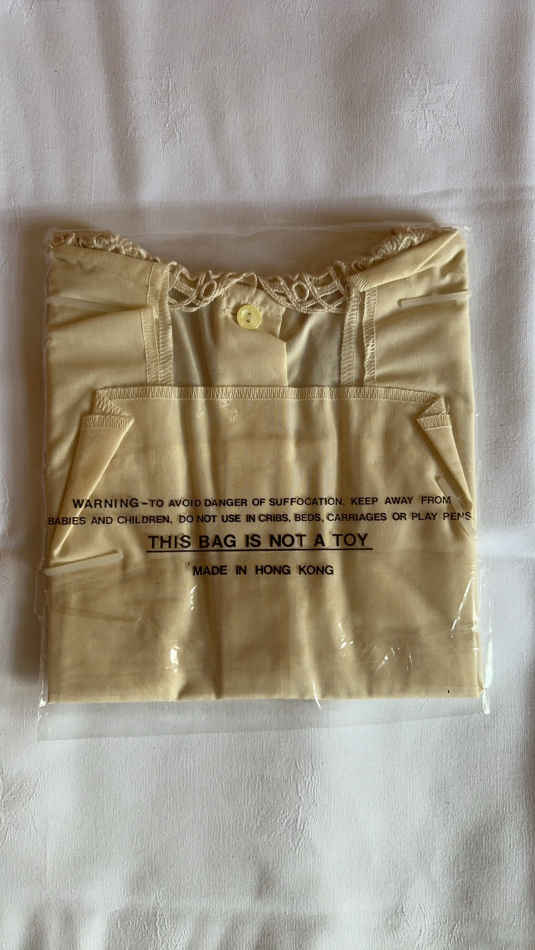 WARNING-TO AVOID DANGER OF SUFFOCATION, KEEP AWAY FROM
BABIES AND CHILDREN. DO NOT USE IN CRIBS, BEDS, CARRIAGES OR PLAY PENS.
THIS BAG IS NOT A TOY
MADE IN HONG KONG